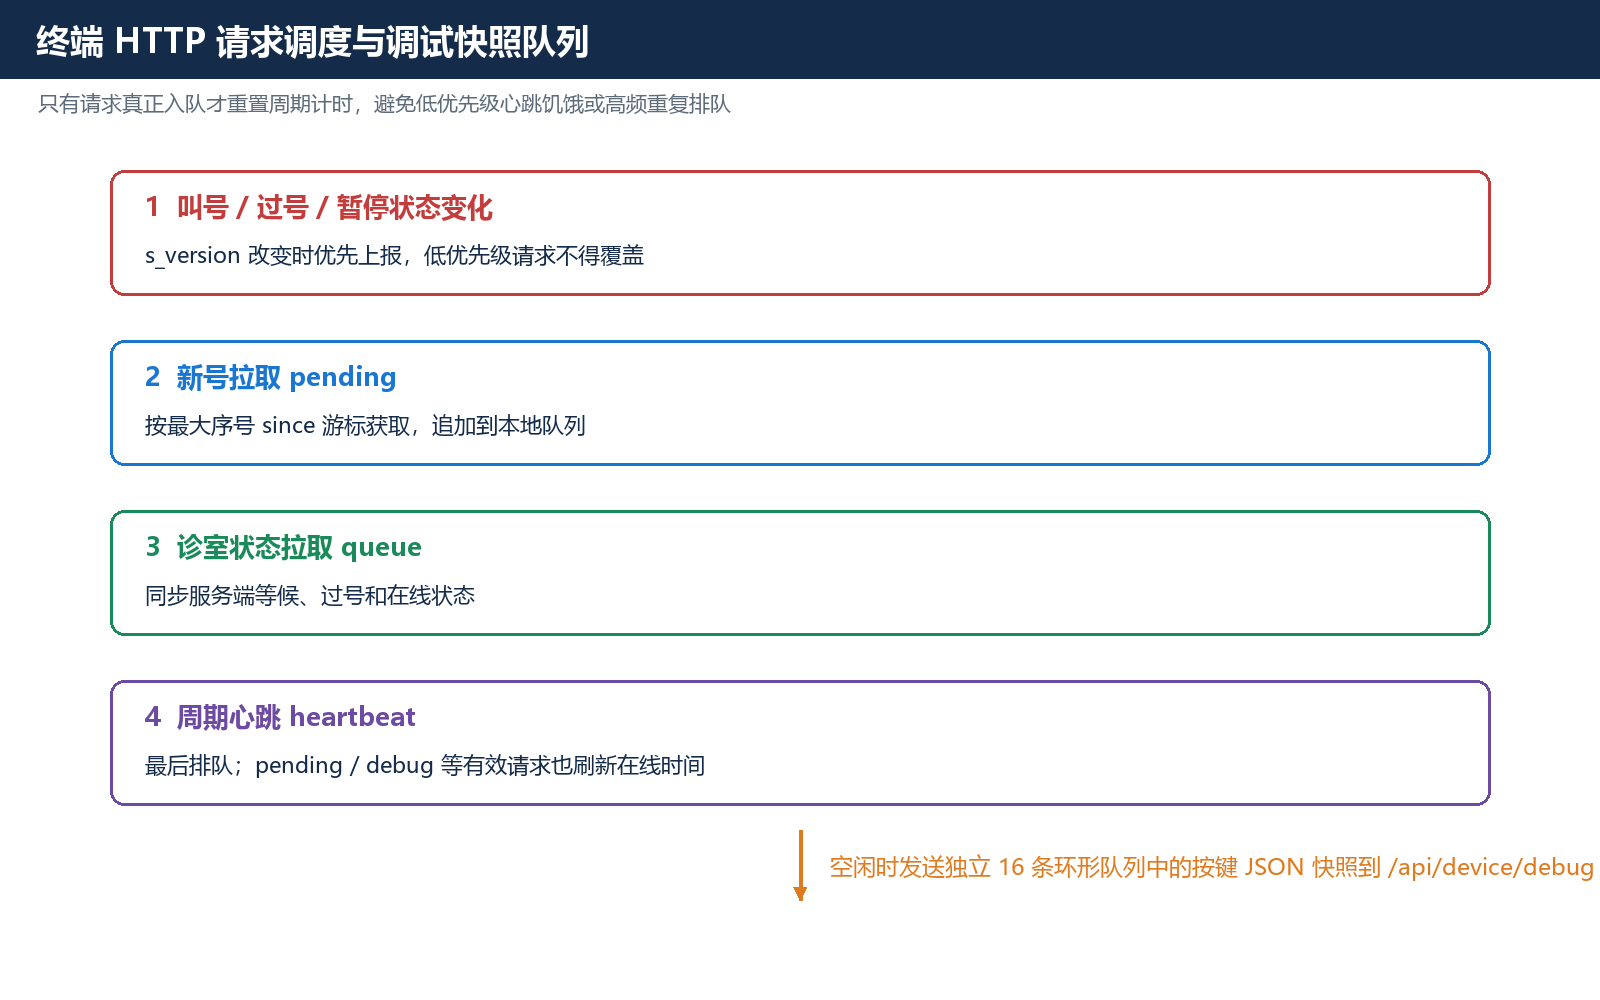 终端 HTTP 请求调度与调试快照队列
只有请求真正入队才重置周期计时，避免低优先级心跳饥饿或高频重复排队
1 叫号 / 过号 / 暂停状态变化
s_version 改变时优先上报，低优先级请求不得覆盖
2 新号拉取 pending
按最大序号 since 游标获取，追加到本地队列
3 诊室状态拉取 queue
同步服务端等候、过号和在线状态
4 周期心跳 heartbeat
最后排队；pending / debug 等有效请求也刷新在线时间
空闲时发送独立 16 条环形队列中的按键 JSON 快照到 /api/device/debug